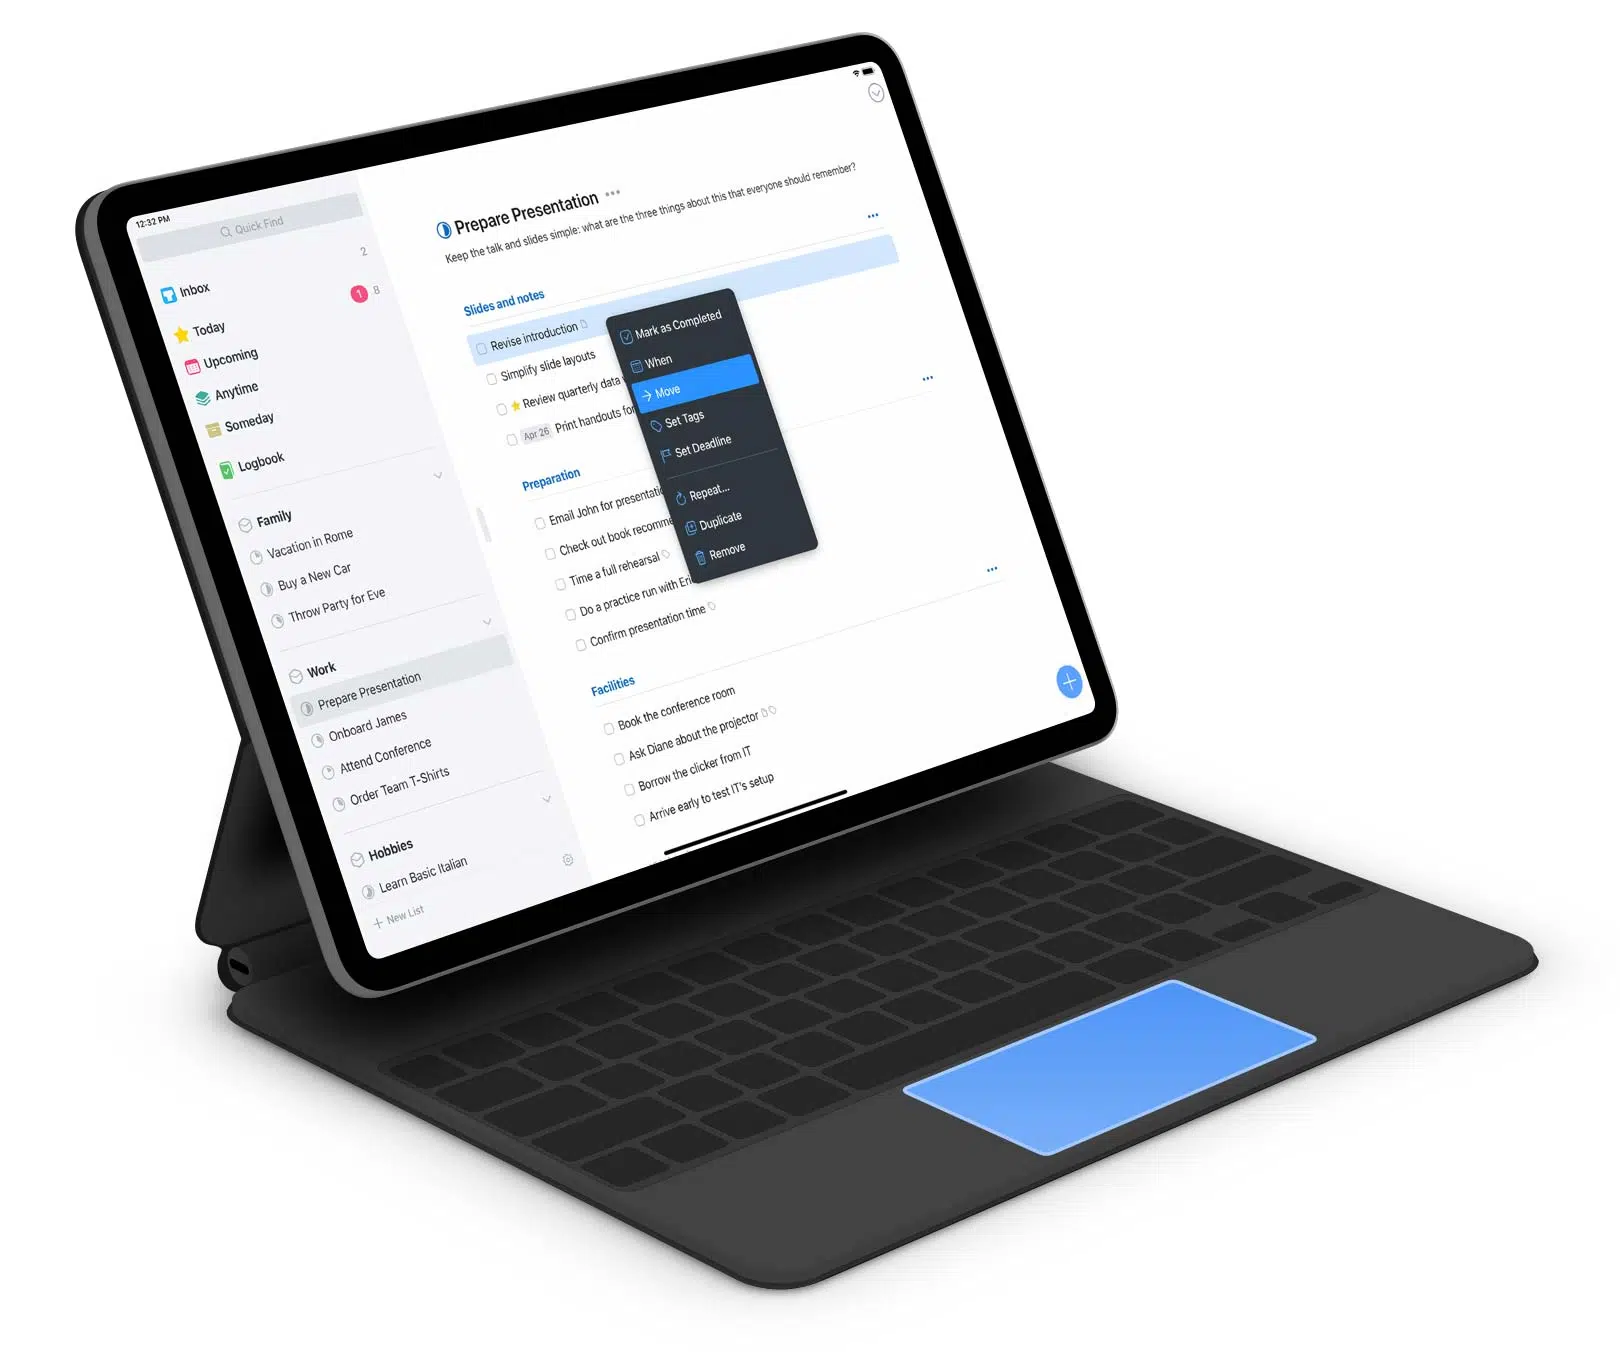 12:32 PM
Quick Find
Inbox 2
Today 1 8
Upcoming
Anytime
Someday
Logbook
Family
Vacation in Rome
Buy a New Car
Throw Party for Eve
Work
Prepare Presentation
Onboard James
Attend Conference
Order Team T-Shirts
Hobbies
Learn Basic Italian
New List
Prepare Presentation
Keep the talk and slides simple: what are the three things about this that everyone should remember?
Slides and notes
Revise introduction
Simplify slide layouts
Review quarterly data
Apr 26 Print handouts for
Preparation
Email John for
Check out book
Time a full rehearsal
Do a practice run with
Confirm presentation time
Facilities
Book the conference room
Ask Diane about the projector
Borrow the clicker from IT
Arrive early to test IT's setup
Mark as Completed
When
Move
Set Tags
Set Deadline
Repeat...
Duplicate
Remove